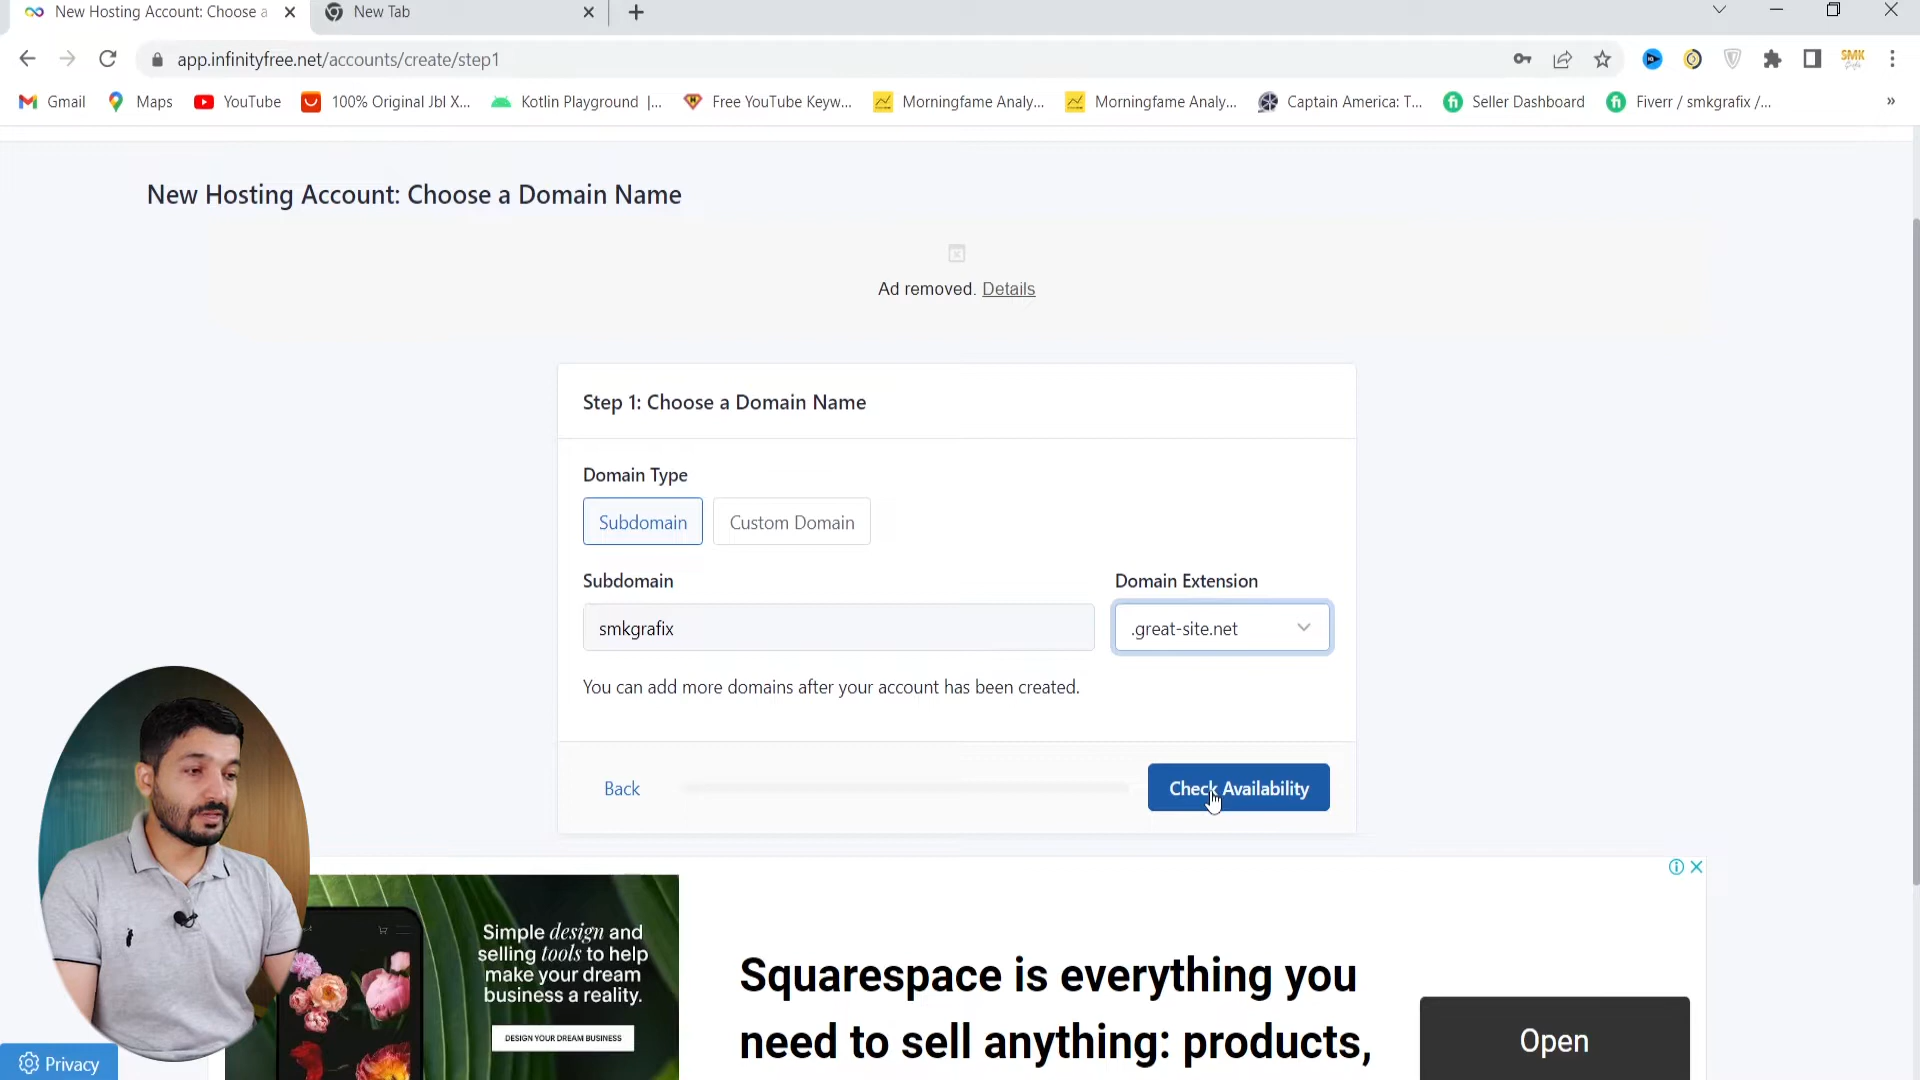 New Hosting Account: Choose a
New Tab
app.infinityfree.net/accounts/create/step1
SMK
Gmail
Maps
YouTube
100% Original Jbl X...
Kotlin Playground |...
Free YouTube Keyw...
Morningfame Analy...
Morningfame Analy...
Captain America: T...
Seller Dashboard
Fiverr / smkgrafix /...
»
New Hosting Account: Choose a Domain Name
Ad removed. Details
Step 1: Choose a Domain Name
Domain Type
Subdomain
Custom Domain
Subdomain
Domain Extension
smkgrafix
.great-site.net
You can add more domains after your account has been created.
Back
Check Availability
Simple design and
selling tools to help
make your dream
business a reality.
DESIGN YOUR DREAM BUSINESS
Squarespace is everything you
need to sell anything: products,
Open
Privacy